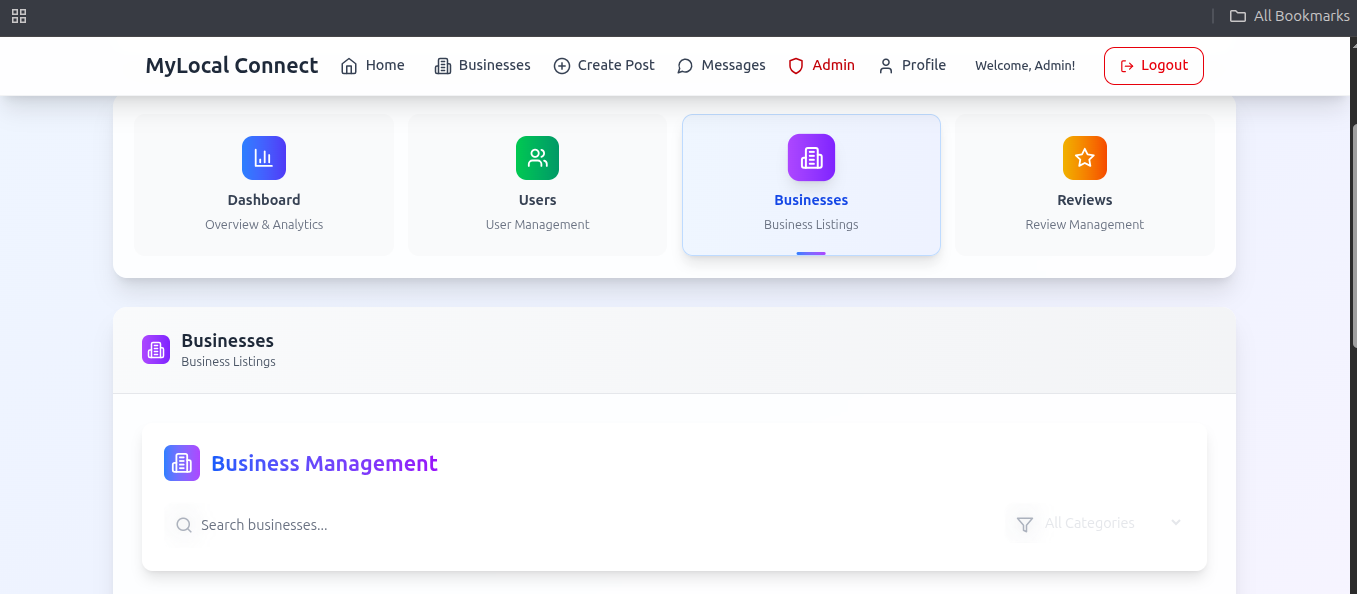 All Bookmarks
MyLocal Connect Home Businesses Create Post Messages Admin Profile Welcome, Admin! Logout
Dashboard Users Businesses Reviews
Overview & Analytics User Management Business Listings Review Management
Businesses
Business Listings
Business Management
Search businesses... All Categories